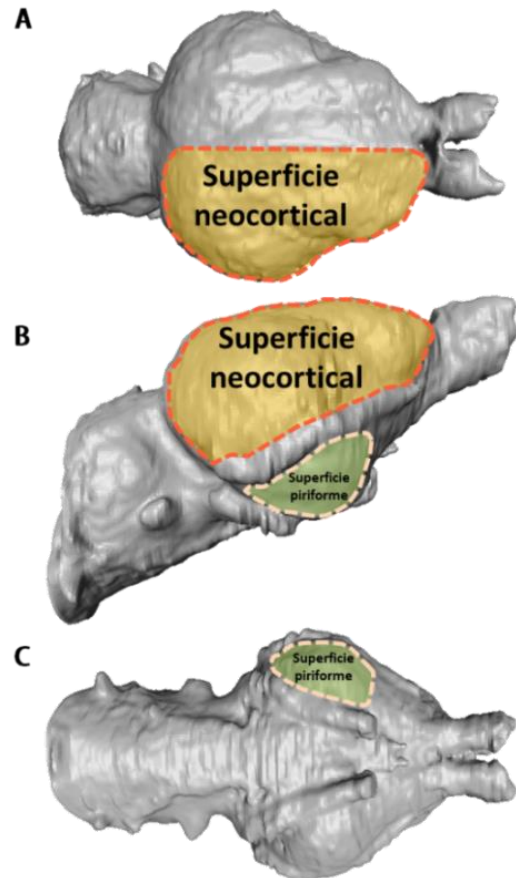 A
Superficie
neocortical
B
Superficie
neocortical
Superficie
piriforme
C
Superficie
piriforme